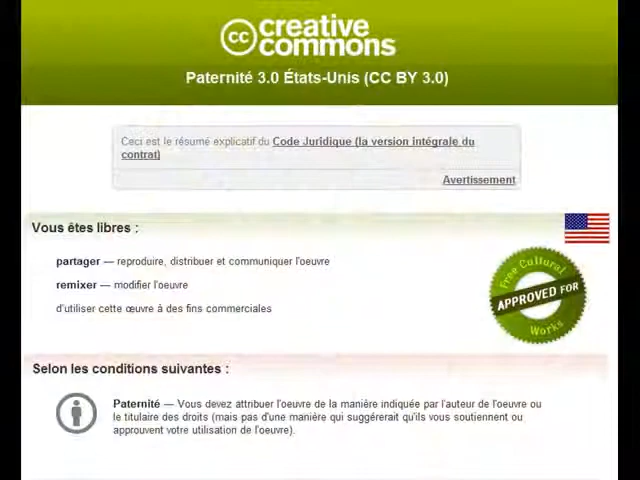 cc creative
commons
Paternité 3.0 États-Unis (CC BY 3.0)
Ceci est le résumé explicatif du Code Juridique (la version intégrale du
contrat)
Avertissement
Vous êtes libres :
partager — reproduire, distribuer et communiquer l'oeuvre
remixer — modifier l'oeuvre
d'utiliser cette œuvre à des fins commerciales
Free Cultural
APPROVED FOR
Works
Selon les conditions suivantes :
Paternité — Vous devez attribuer l'oeuvre de la manière indiquée par l'auteur de l'oeuvre ou
le titulaire des droits (mais pas d'une manière qui suggérerait qu'ils vous soutiennent ou
approuvent votre utilisation de l'oeuvre).